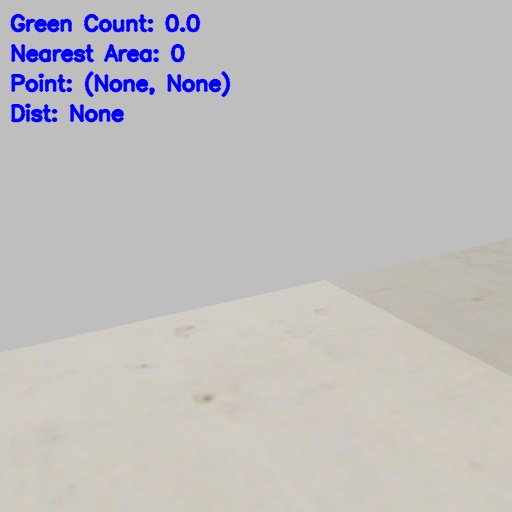 Green Count: 0.0
Nearest Area: 0
Point: (None, None)
Dist: None